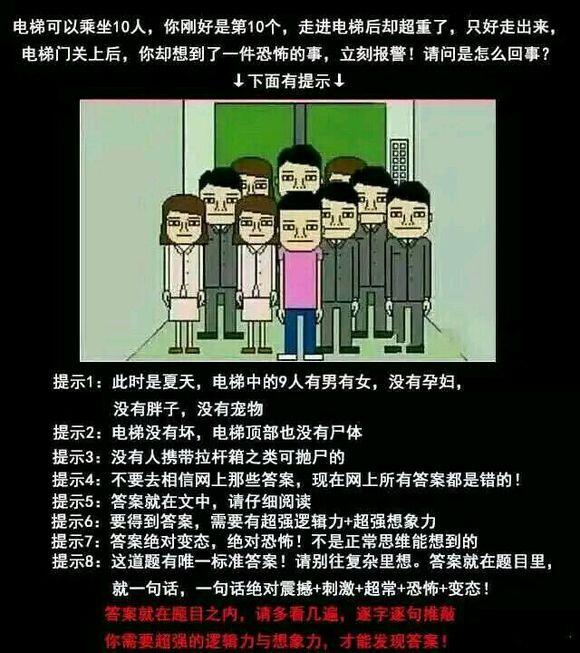 电梯可以乘坐10人，你刚好是第10个，走进电梯后却超重了，只好走出来，
电梯门关上后，你却想到了一件恐怖的事，立刻报警！请问是怎么回事？
↓下面有提示↓
提示1：此时是夏天，电梯中的9人有男有女，没有孕妇，
没有胖子，没有宠物
提示2：电梯没有坏，电梯顶部也没有尸体
提示3：没有人携带拉杆箱之类可抛尸的
提示4：不要去相信网上那些答案，现在网上所有答案都是错的！
提示5：答案就在文中，请仔细阅读
提示6：要得到答案，需要有超强逻辑力+超强想象力
提示7：答案绝对变态，绝对恐怖！不是正常思维能想到的
提示8：这道题有唯一标准答案！请别往复杂里想。答案就在题目里，
就一句话，一句话绝对震撼+刺激+超常+恐怖+变态！
答案就在题目之内，请多看几遍，逐字逐句推敲
你需要超强的逻辑力与想象力，才能发现答案！